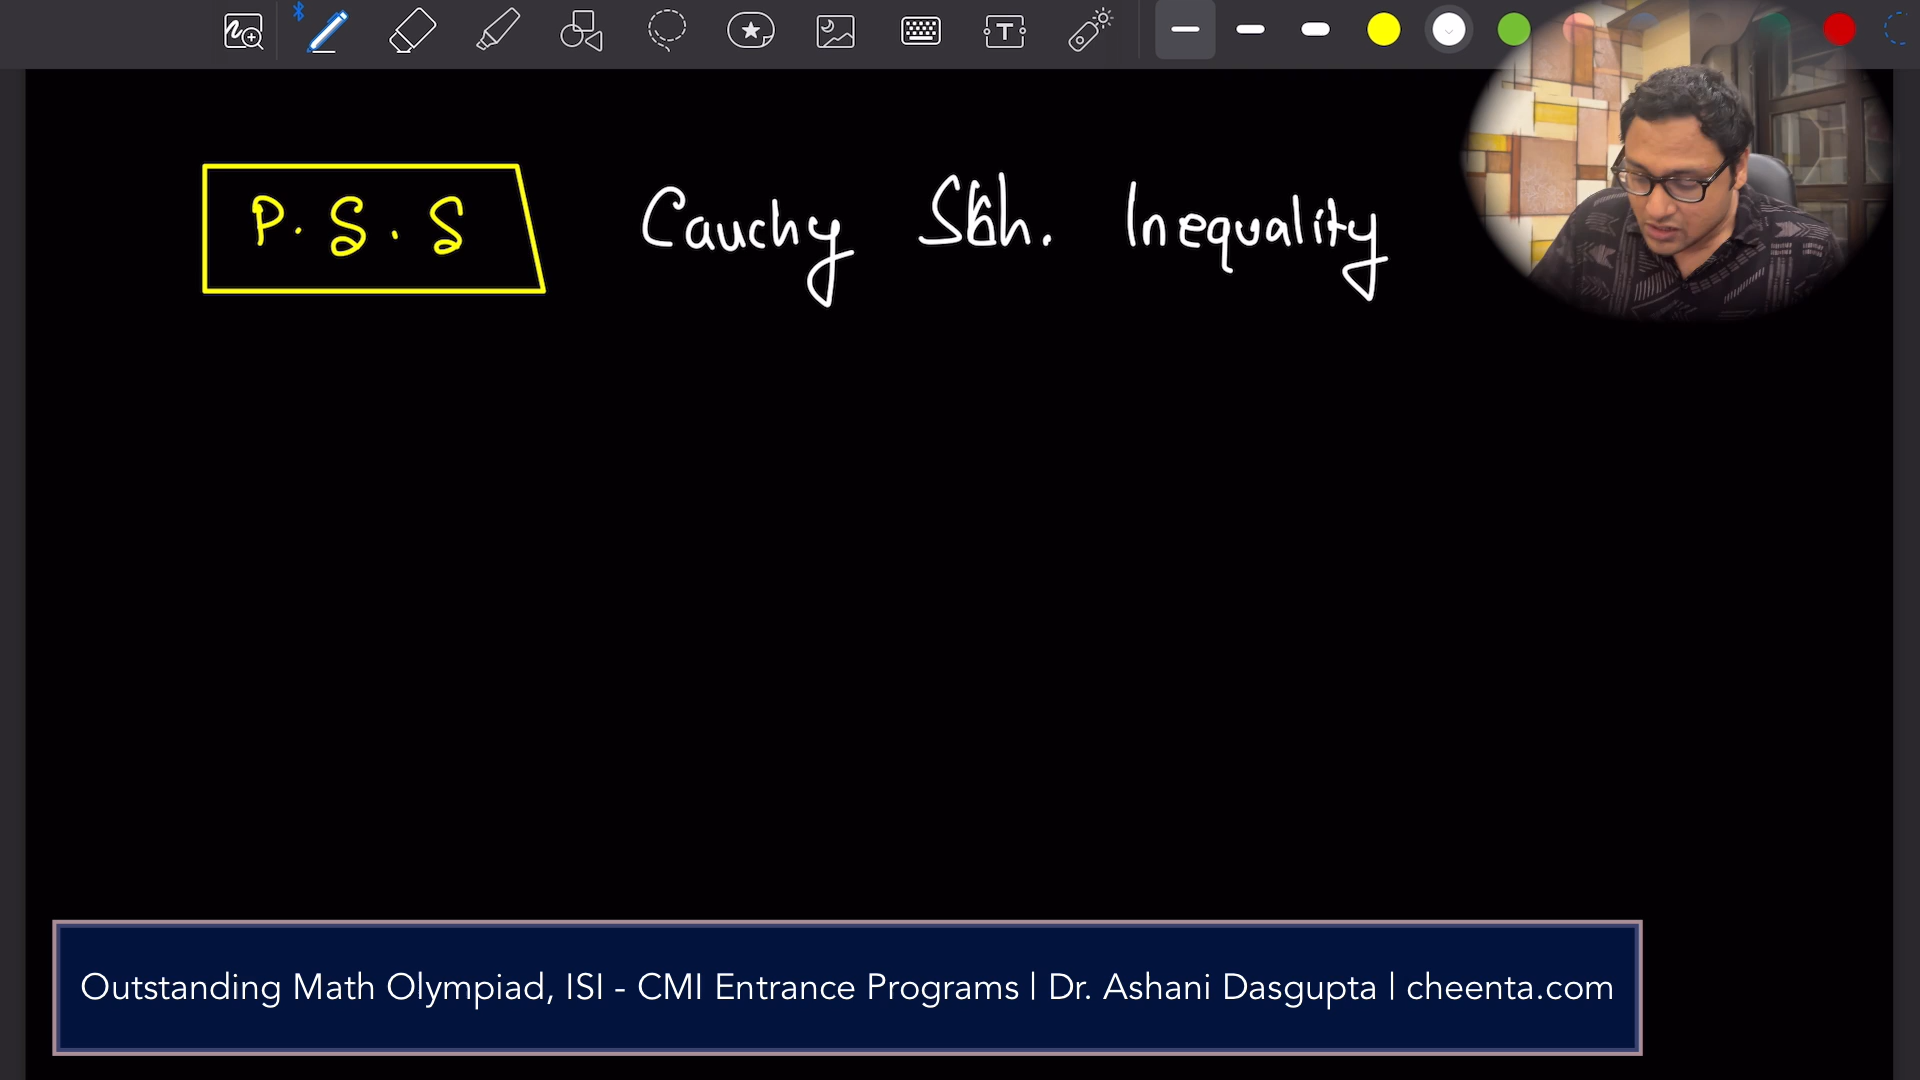 P. S. S Cauchy Sch. Inequality
Outstanding Math Olympiad, ISI - CMI Entrance Programs | Dr. Ashani Dasgupta | cheenta.com